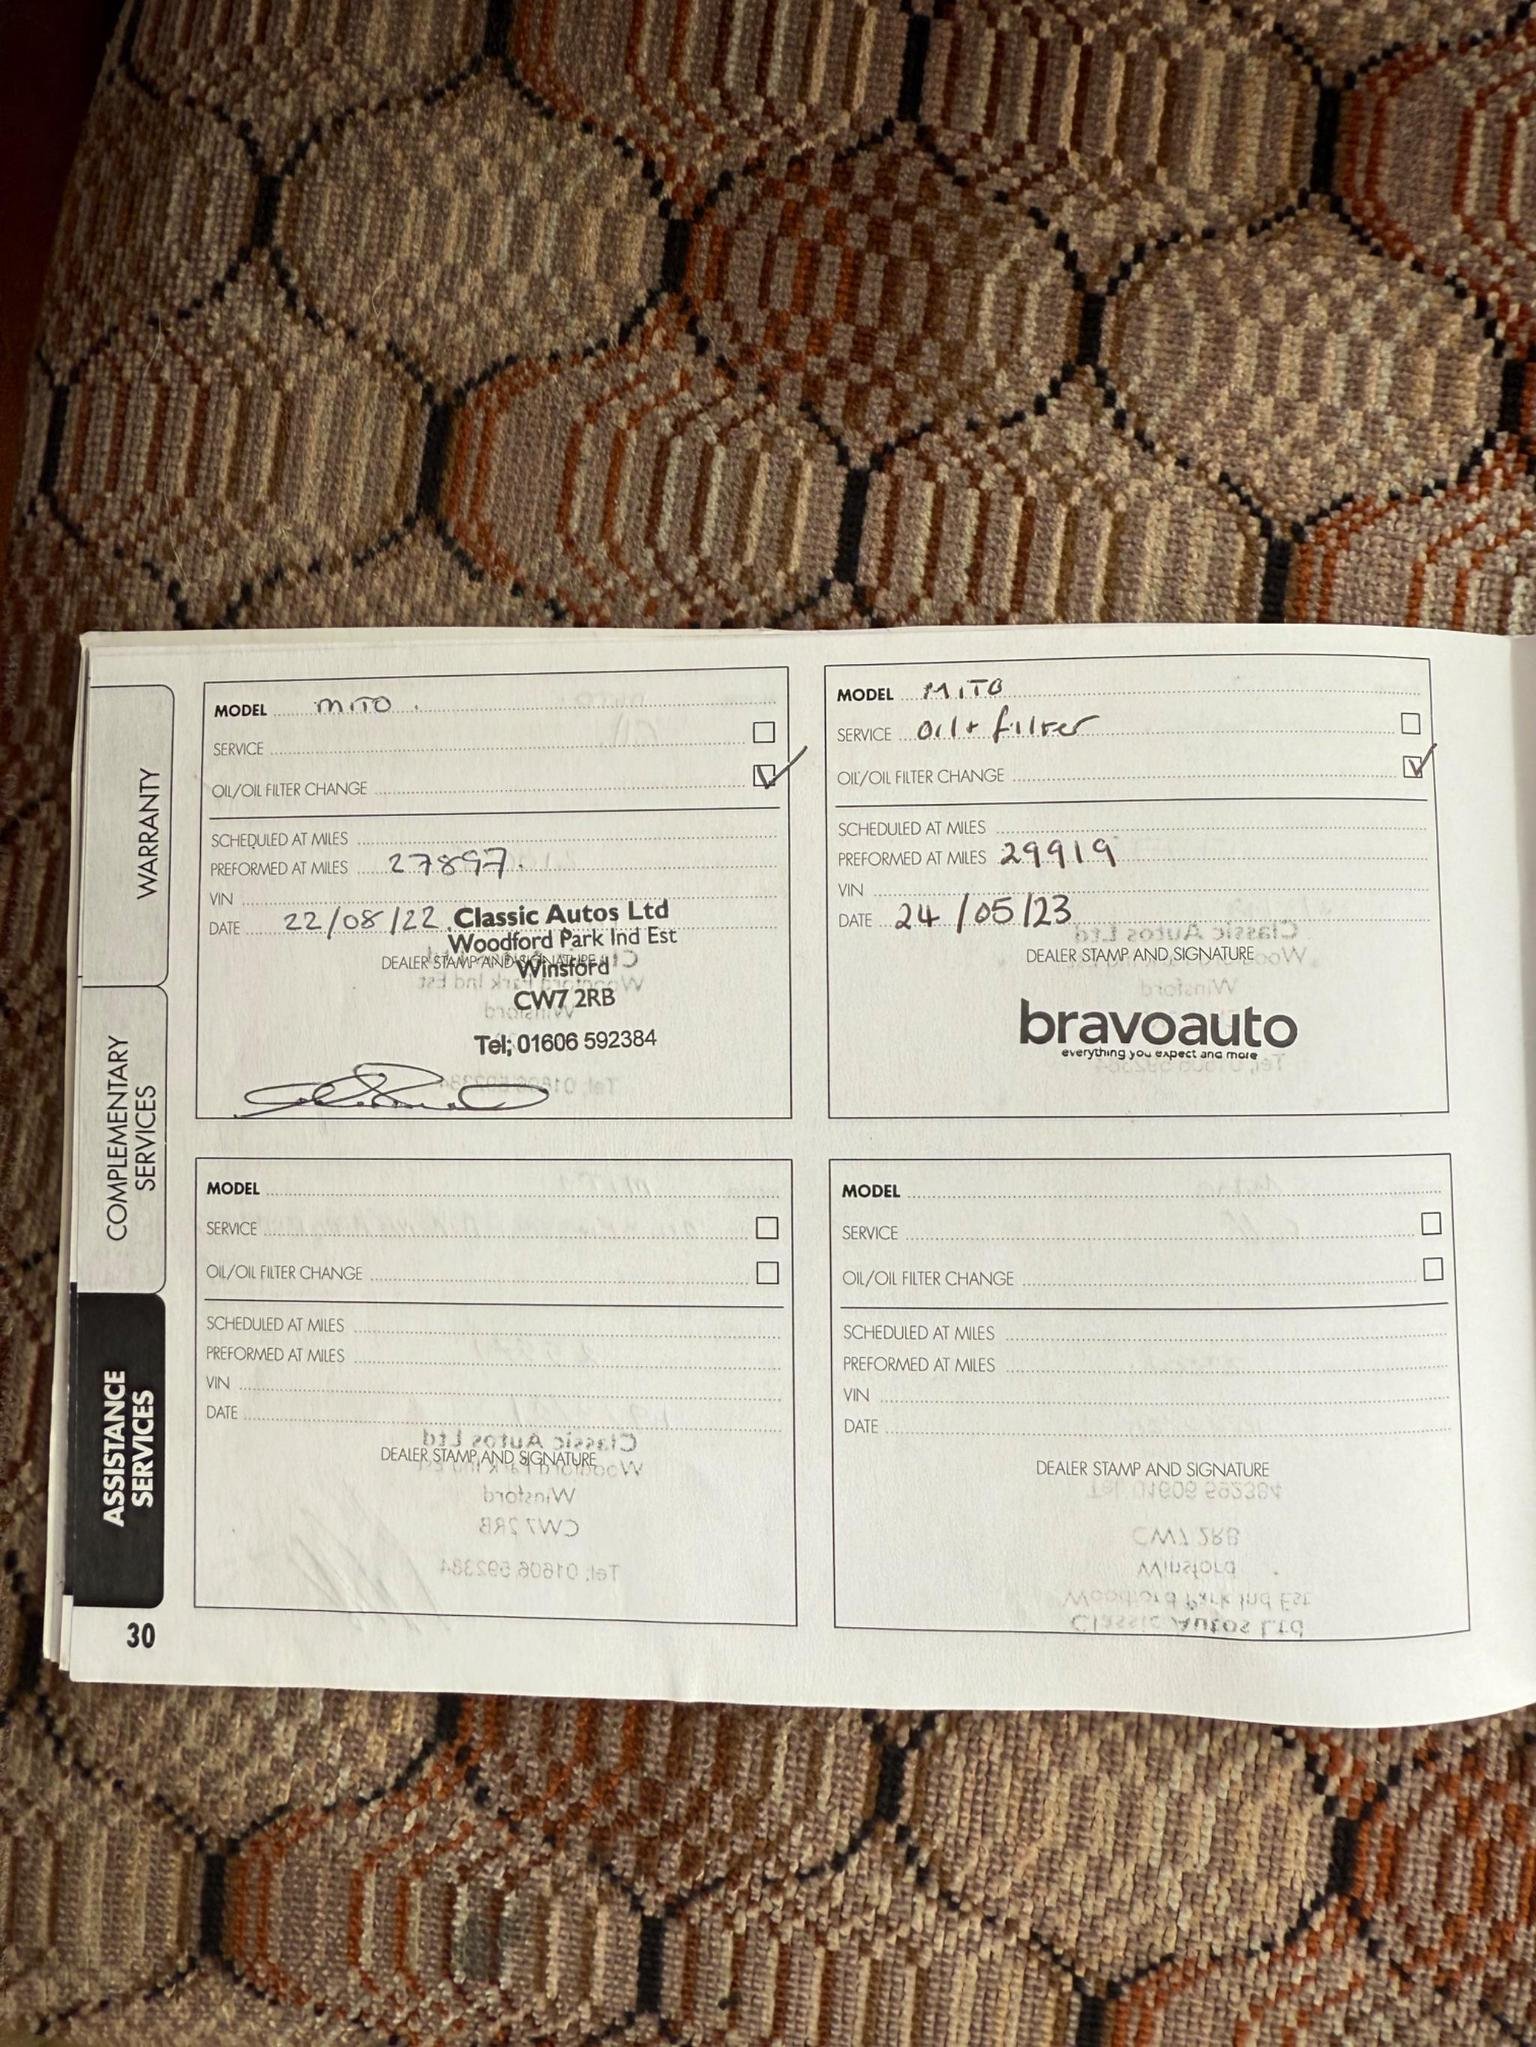 WARRANTY
COMPLEMENTARY
SERVICES
ASSISTANCE
SERVICES
30
MODEL MITO
SERVICE
OIL/OIL FILTER CHANGE
SCHEDULED AT MILES
PREFORMED AT MILES 27897.
VIN
DATE 22/08/22
DEALER STAMP AND SIGNATURE
Classic Autos Ltd
Woodford Park Ind Est
Winsford
CW7 2RB
Tel; 01606 592384
MODEL MITO
SERVICE Oil + filter
OIL/OIL FILTER CHANGE
SCHEDULED AT MILES
PREFORMED AT MILES 29919
VIN
DATE 24/05/23
DEALER STAMP AND SIGNATURE
bravoauto
everything you expect and more
MODEL
SERVICE
OIL/OIL FILTER CHANGE
SCHEDULED AT MILES
PREFORMED AT MILES
VIN
DATE
DEALER STAMP AND SIGNATURE
MODEL
SERVICE
OIL/OIL FILTER CHANGE
SCHEDULED AT MILES
PREFORMED AT MILES
VIN
DATE
DEALER STAMP AND SIGNATURE